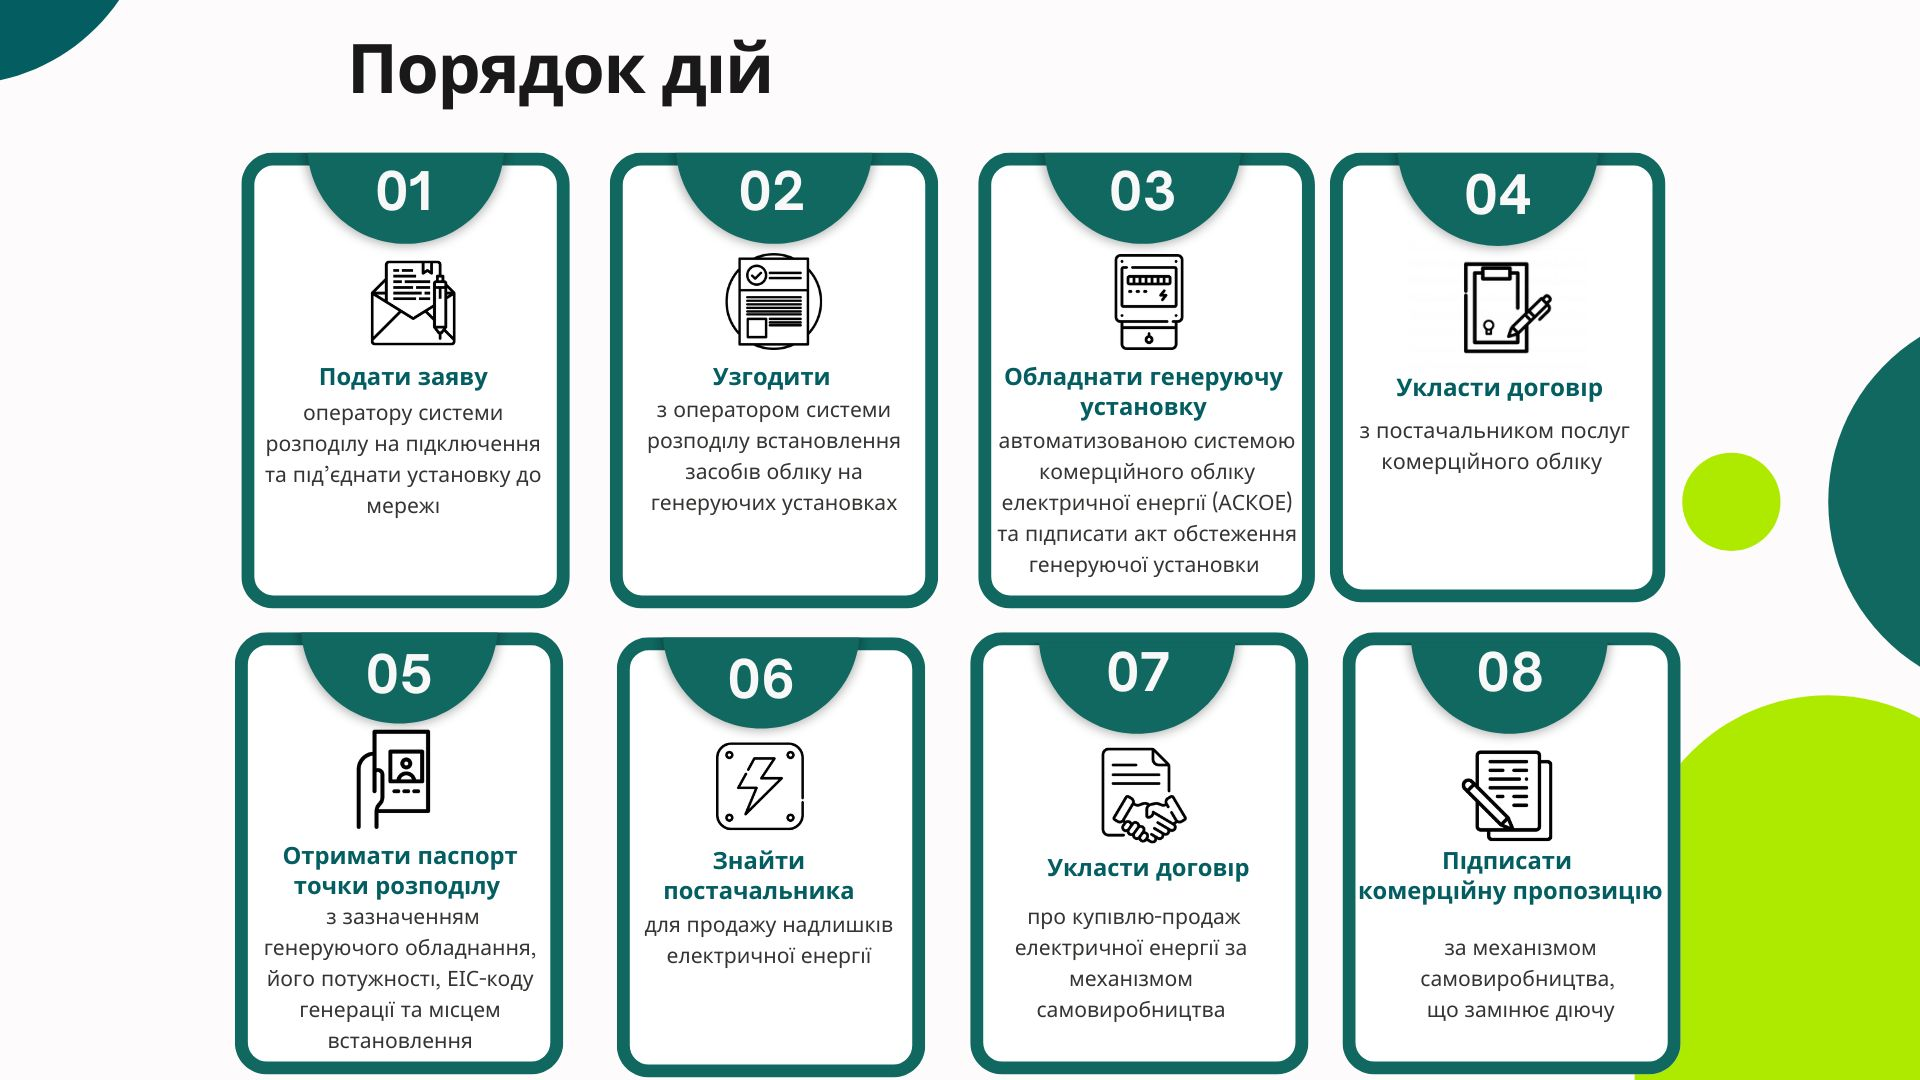 Порядок дій
01
Подати заяву
оператору системи
розподілу на підключення
та під’єднати установку до
мережі
02
Узгодити
з оператором системи
розподілу встановлення
засобів обліку на
генеруючих установках
03
Обладнати генеруючу
установку
автоматизованою системою
комерційного обліку
електричної енергії (АСКОЕ)
та підписати акт обстеження
генеруючої установки
04
Укласти договір
з постачальником послуг
комерційного обліку
05
Отримати паспорт
точки розподілу
з зазначенням
генеруючого обладнання,
його потужності, ЕІС-коду
генерації та місцем
встановлення
06
Знайти
постачальника
для продажу надлишків
електричної енергії
07
Укласти договір
про купівлю-продаж
електричної енергії за
механізмом
самовиробництва
08
Підписати
комерційну пропозицію
за механізмом
самовиробництва,
що замінює діючу